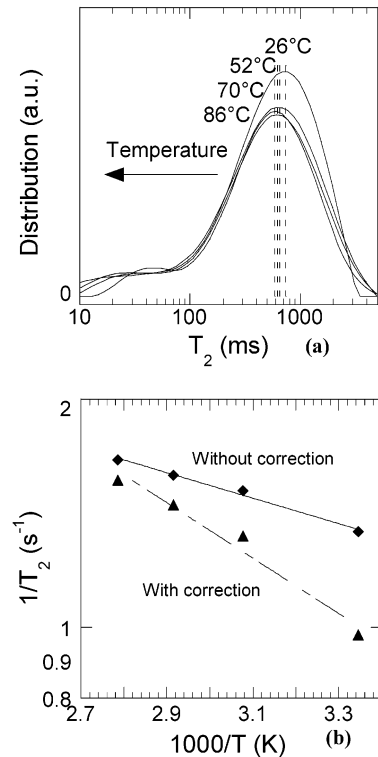 26°C
52°C
70°C
86°C
Temperature
Distribution (a.u.)
0
10
100
1000
T₂ (ms)
(a)
2
Without correction
1/T₂ (s⁻¹)
With correction
1
0.9
0.8
2.7
2.9
3.1
3.3
1000/T (K)
(b)